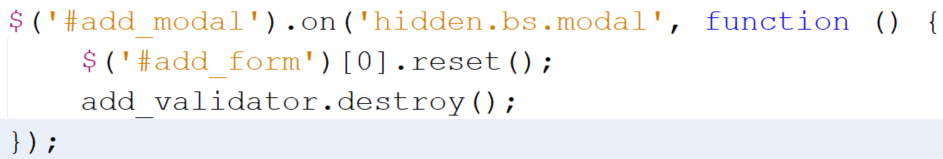 $('#add_modal').on('hidden.bs.modal', function () {
    $('#add_form')[0].reset();
    add_validator.destroy();
});